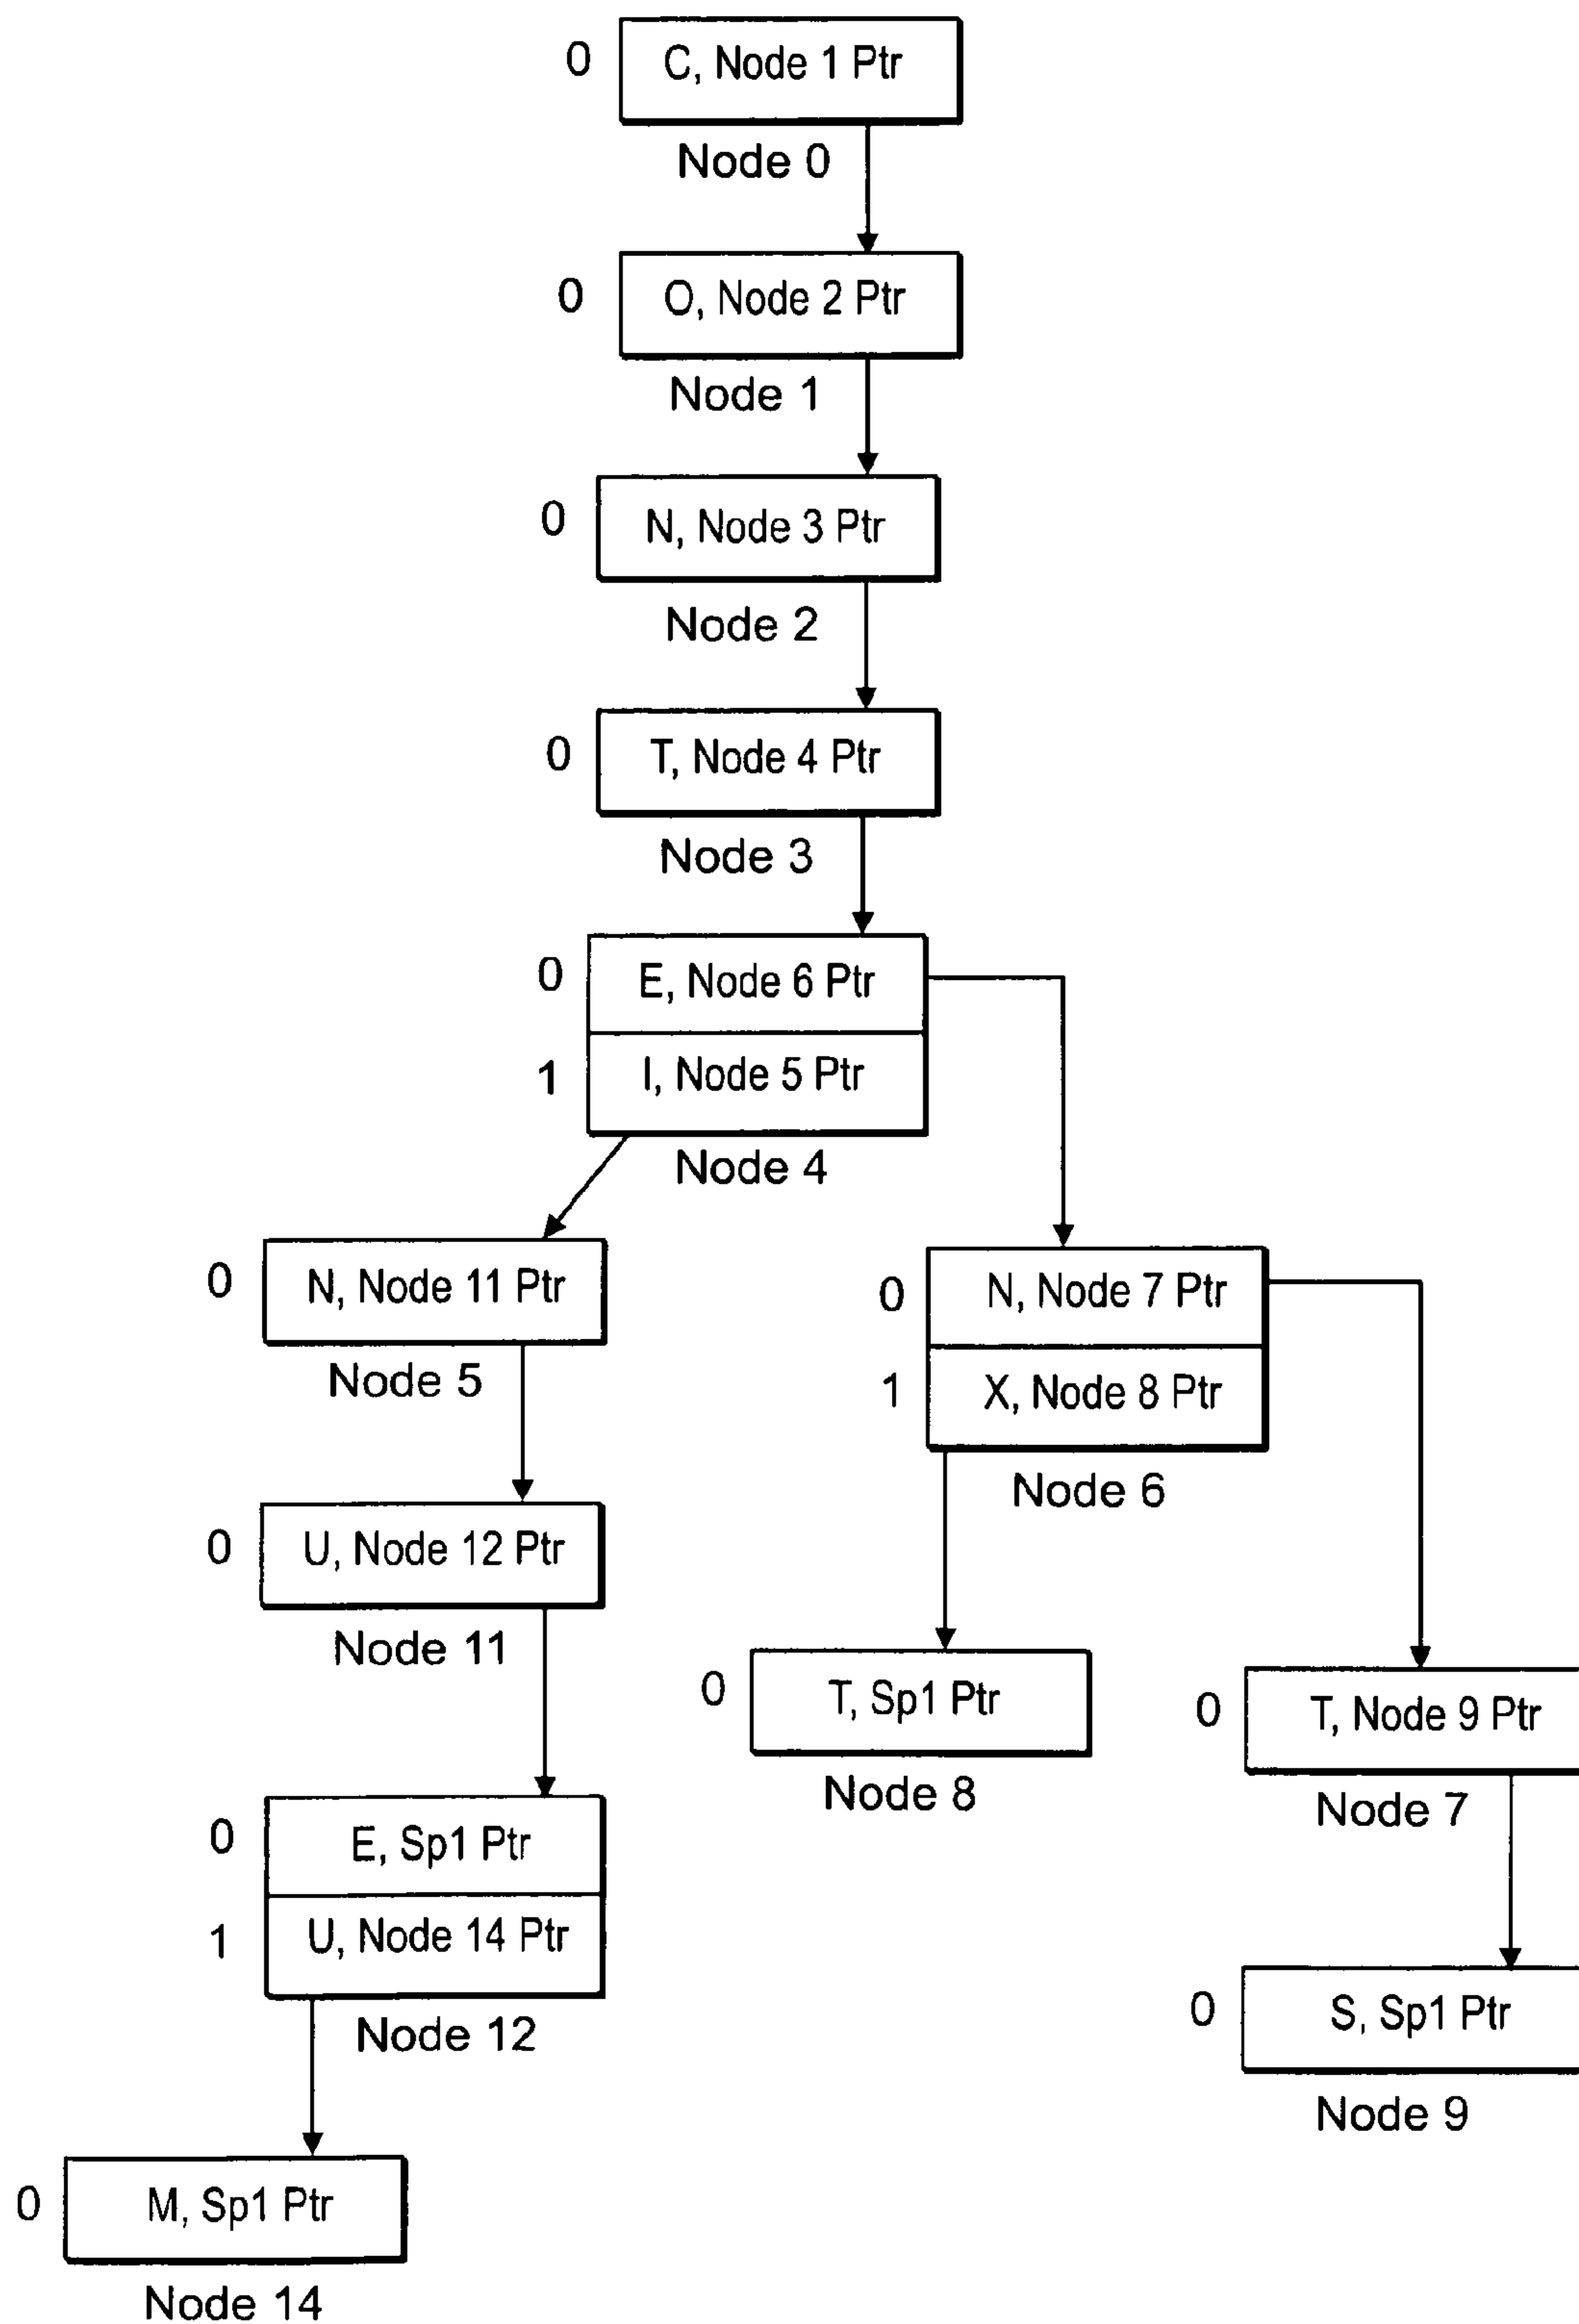 0 C, Node 1 Ptr
Node 0
0 O, Node 2 Ptr
Node 1
0 N, Node 3 Ptr
Node 2
0 T, Node 4 Ptr
Node 3
0 E, Node 6 Ptr
1 I, Node 5 Ptr
Node 4
0 N, Node 11 Ptr
Node 5
0 N, Node 7 Ptr
1 X, Node 8 Ptr
Node 6
0 U, Node 12 Ptr
Node 11
0 T, Sp1 Ptr
Node 8
0 T, Node 9 Ptr
Node 7
0 E, Sp1 Ptr
1 U, Node 14 Ptr
Node 12
0 S, Sp1 Ptr
Node 9
0 M, Sp1 Ptr
Node 14